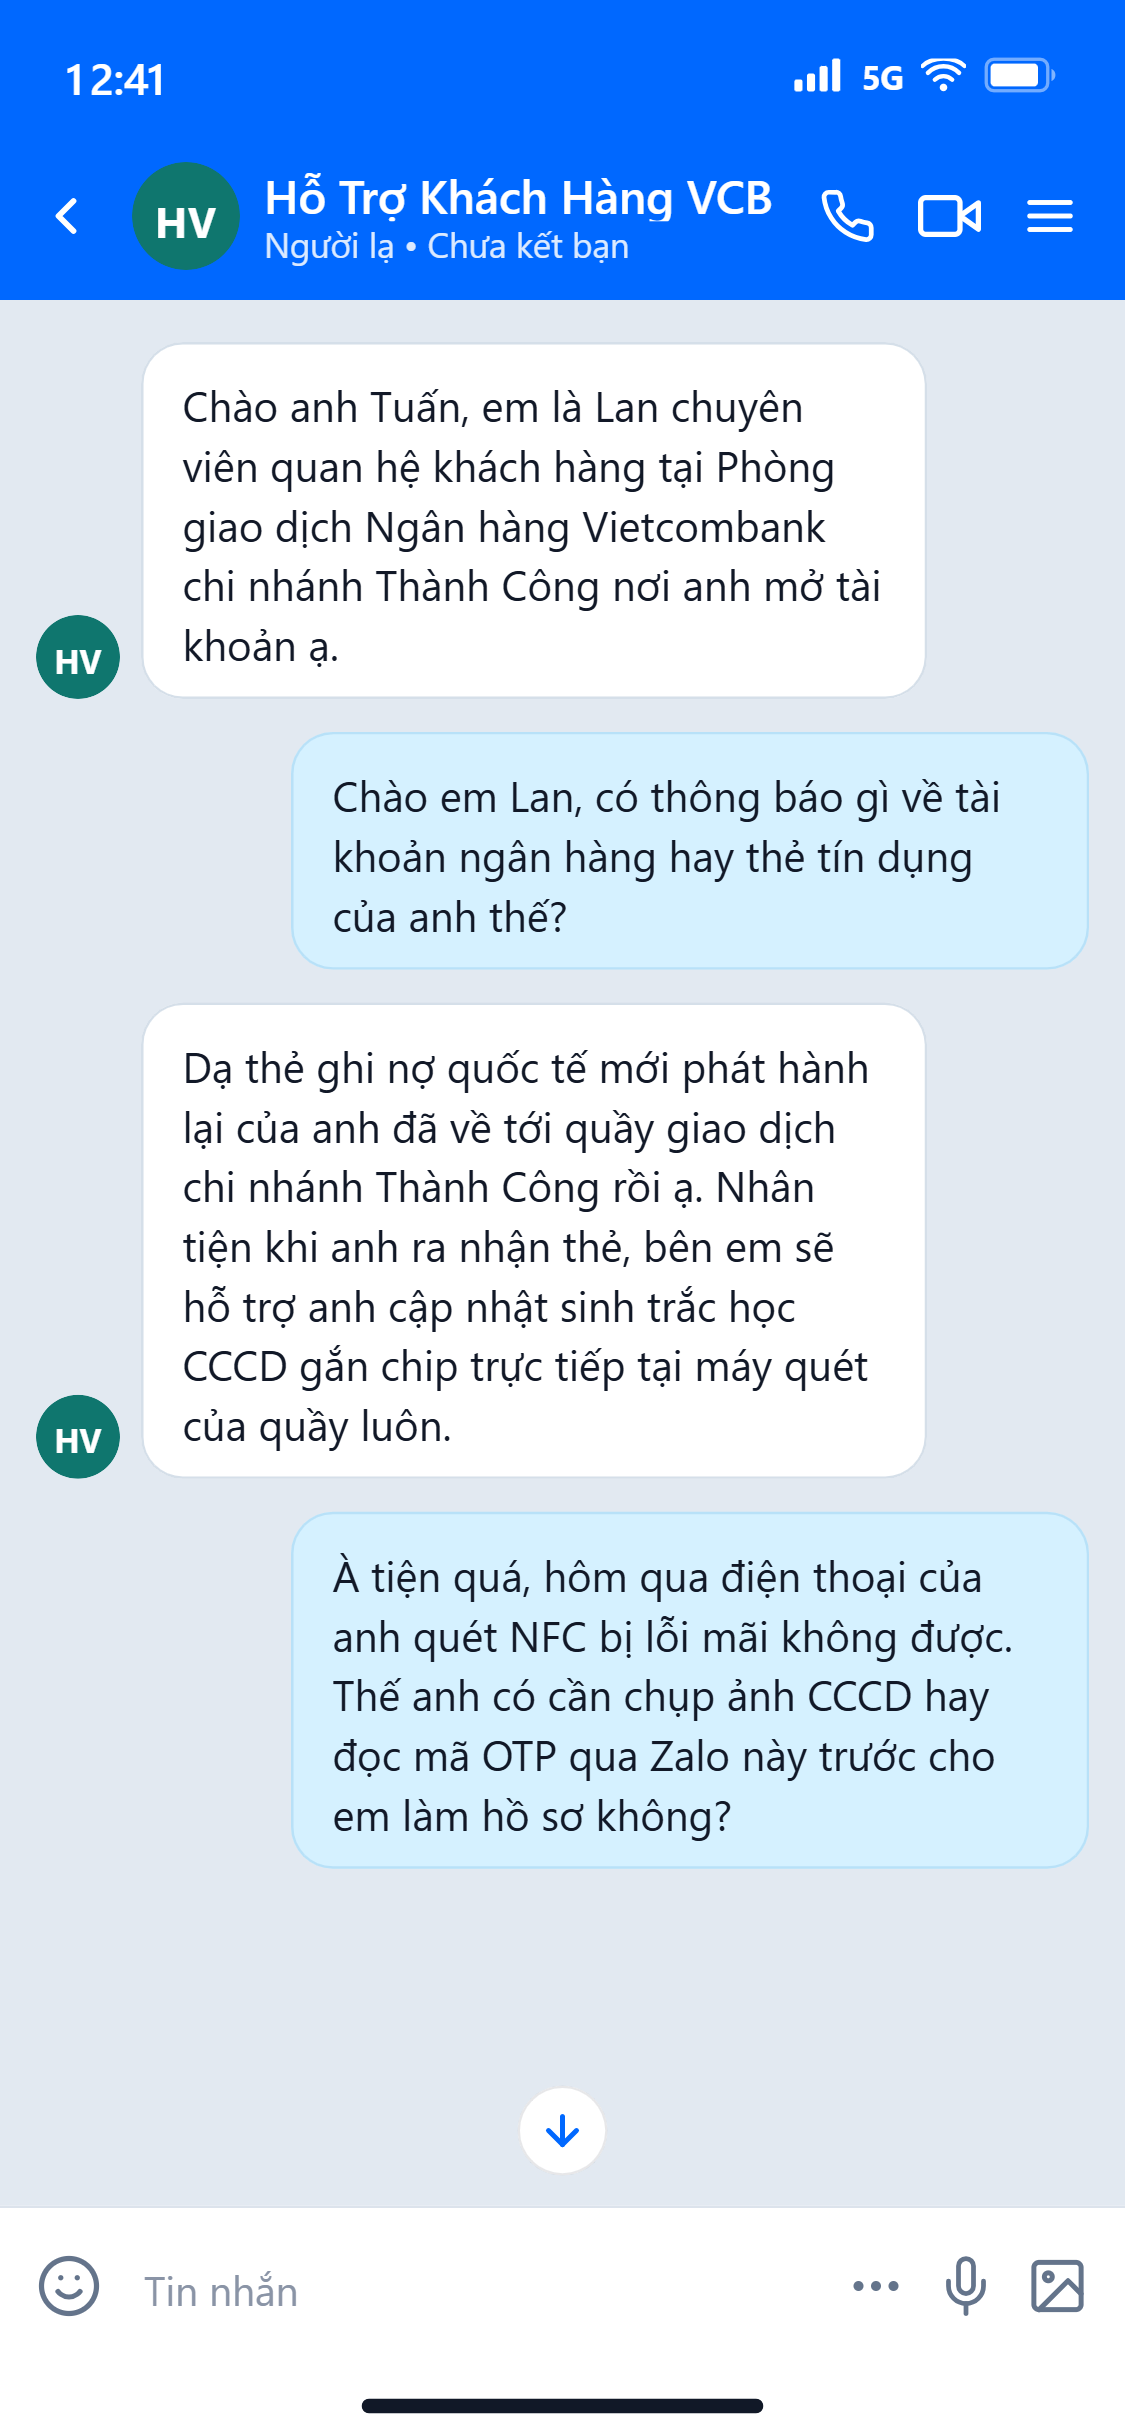 12:41
5G
HV
Hỗ Trợ Khách Hàng VCB
Người lạ • Chưa kết bạn
Chào anh Tuấn, em là Lan chuyên
viên quan hệ khách hàng tại Phòng
giao dịch Ngân hàng Vietcombank
chi nhánh Thành Công nơi anh mở tài
khoản ạ.
HV
Chào em Lan, có thông báo gì về tài
khoản ngân hàng hay thẻ tín dụng
của anh thế?
Dạ thẻ ghi nợ quốc tế mới phát hành
lại của anh đã về tới quầy giao dịch
chi nhánh Thành Công rồi ạ. Nhân
tiện khi anh ra nhận thẻ, bên em sẽ
hỗ trợ anh cập nhật sinh trắc học
CCCD gắn chip trực tiếp tại máy quét
của quầy luôn.
HV
À tiện quá, hôm qua điện thoại của
anh quét NFC bị lỗi mãi không được.
Thế anh có cần chụp ảnh CCCD hay
đọc mã OTP qua Zalo này trước cho
em làm hồ sơ không?
Tin nhắn